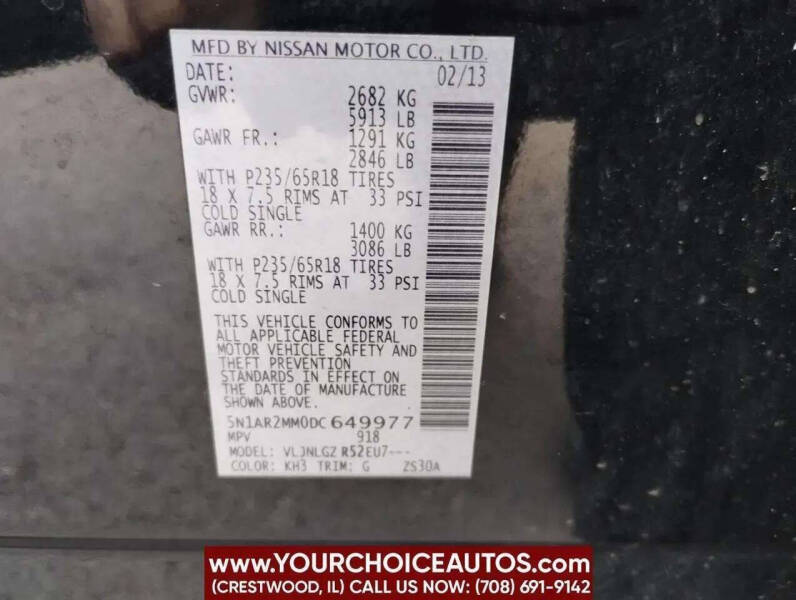 MFD BY NISSAN MOTOR CO., LTD.
DATE: 02/13
GVWR: 2682 KG
5913 LB
GAWR FR.: 1291 KG
2846 LB
WITH P235/65R18 TIRES
18 X 7.5 RIMS AT 33 PSI
COLD SINGLE
GAWR RR.: 1400 KG
3086 LB
WITH P235/65R18 TIRES
18 X 7.5 RIMS AT 33 PSI
COLD SINGLE
THIS VEHICLE CONFORMS TO
ALL APPLICABLE FEDERAL
MOTOR VEHICLE SAFETY AND
THEFT PREVENTION
STANDARDS IN EFFECT ON
THE DATE OF MANUFACTURE
SHOWN ABOVE.
5N1AR2MM0DC649977
MPV 918
MODEL: VLJNLGZ R52EU7---
COLOR: KH3 TRIM: G ZS30A
www.YOURCHOICEAUTOS.com
(CRESTWOOD, IL) CALL US NOW: (708) 691-9142